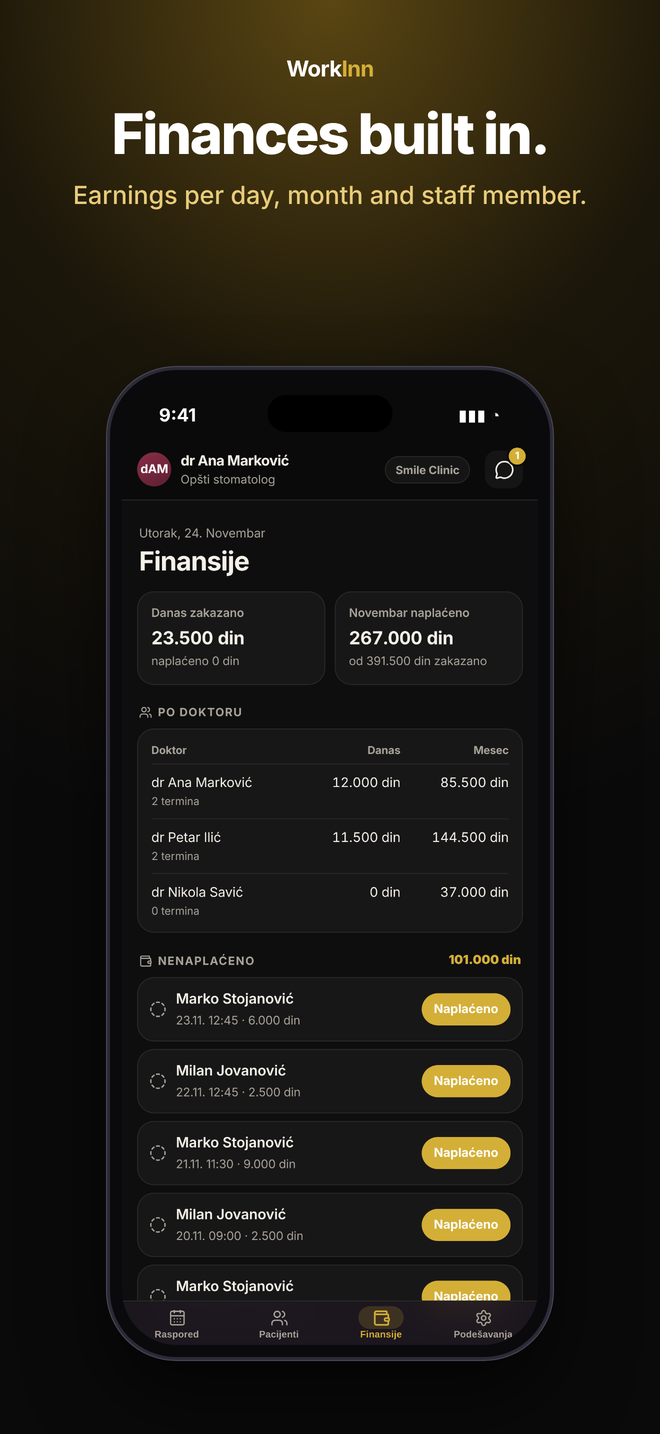 WorkInn
Finances built in.
Earnings per day, month and staff member.
9:41
dAM
dr Ana Marković
Opšti stomatolog
Smile Clinic
1
Utorak, 24. Novembar
Finansije
Danas zakazano
23.500 din
naplaćeno 0 din
Novembar naplaćeno
267.000 din
od 391.500 din zakazano
PO DOKTORU
Doktor Danas Mesec
dr Ana Marković 12.000 din 85.500 din
2 termina
dr Petar Ilić 11.500 din 144.500 din
2 termina
dr Nikola Savić 0 din 37.000 din
0 termina
NENAPLAĆENO 101.000 din
Marko Stojanović
23.11. 12:45 · 6.000 din
Naplaćeno
Milan Jovanović
22.11. 12:45 · 2.500 din
Naplaćeno
Marko Stojanović
21.11. 11:30 · 9.000 din
Naplaćeno
Milan Jovanović
20.11. 09:00 · 2.500 din
Naplaćeno
Marko Stojanović
Naplaćeno
Raspored Pacijenti Finansije Podešavanja